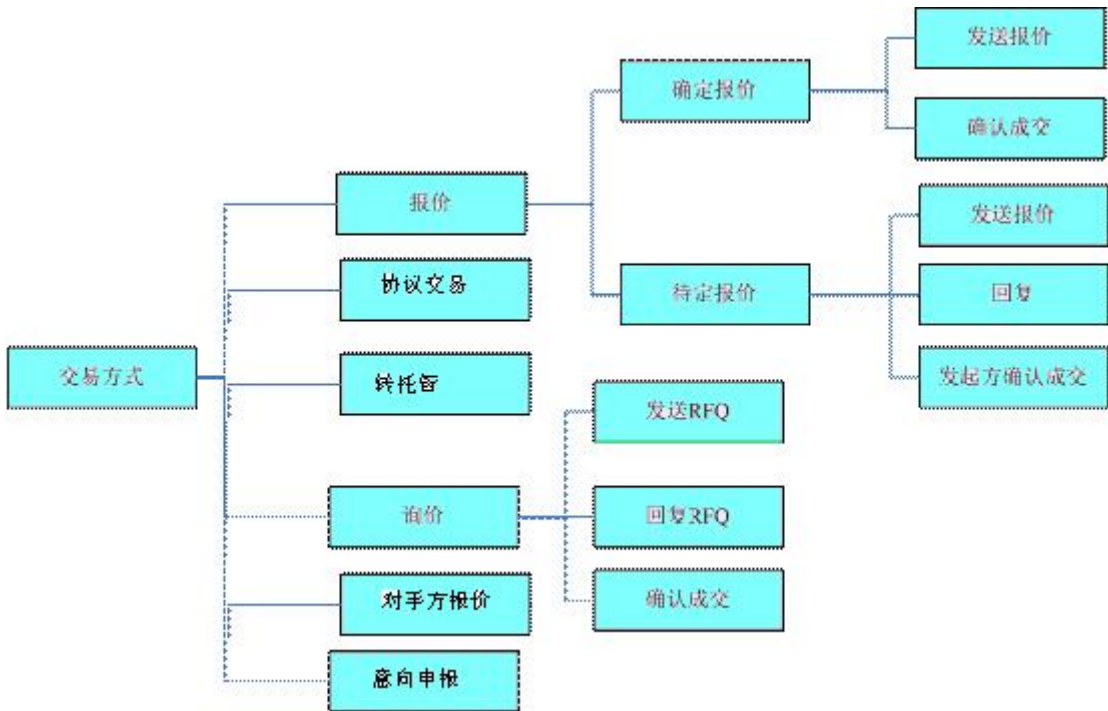 交易方式
报价
确定报价
发送报价
确认成交
待定报价
发送报价
回复
发起方确认成交
协议交易
转托管
询价
发送RFQ
回复RFQ
确认成交
对手方报价
意向申报